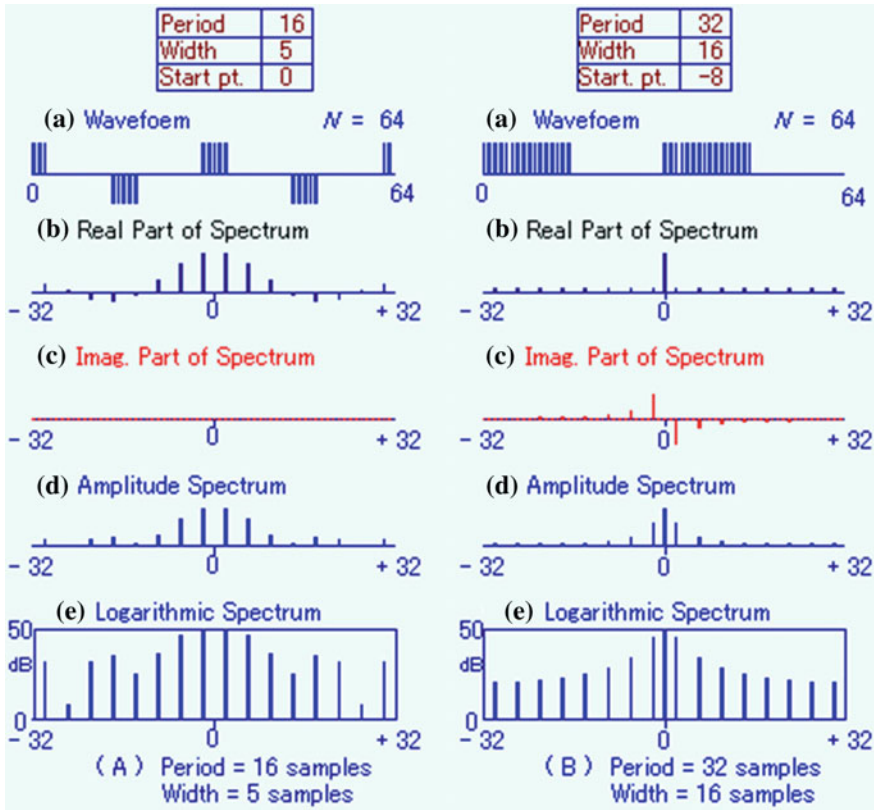 Period 16
Width 5
Start pt. 0
(a) Wavefoem N = 64
0 64
(b) Real Part of Spectrum
- 32 0 + 32
(c) Imag. Part of Spectrum
- 32 0 + 32
(d) Amplitude Spectrum
- 32 0 + 32
(e) Logarithmic Spectrum
50
dB
0
- 32 0 + 32
( A ) Period = 16 samples
Width = 5 samples
Period 32
Width 16
Start. pt. -8
(a) Wavefoem N = 64
0 64
(b) Real Part of Spectrum
- 32 0 + 32
(c) Imag. Part of Spectrum
- 32 0 + 32
(d) Amplitude Spectrum
- 32 0 + 32
(e) Logarithmic Spectrum
50
dB
0
- 32 0 + 32
( B ) Period = 32 samples
Width = 16 samples